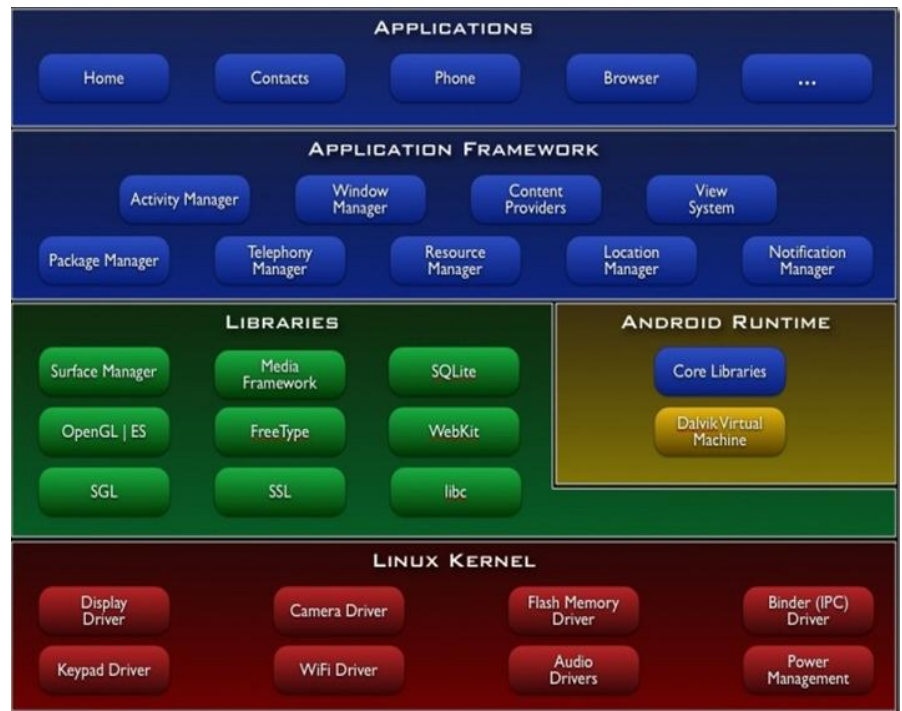 APPLICATIONS
Home
Contacts
Phone
Browser
...
APPLICATION FRAMEWORK
Activity Manager
Window
Manager
Content
Providers
View
System
Package Manager
Telephony
Manager
Resource
Manager
Location
Manager
Notification
Manager
LIBRARIES
Surface Manager
Media
Framework
SQLite
OpenGL | ES
FreeType
WebKit
SGL
SSL
libc
ANDROID RUNTIME
Core Libraries
Dalvik Virtual
Machine
LINUX KERNEL
Display
Driver
Camera Driver
Flash Memory
Driver
Binder (IPC)
Driver
Keypad Driver
WiFi Driver
Audio
Drivers
Power
Management